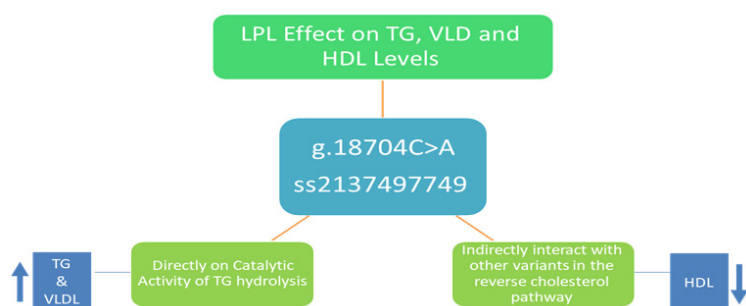 LPL Effect on TG, VLD and
HDL Levels
g.18704C>A
ss2137497749
TG
&
VLDL
Directly on Catalytic
Activity of TG hydrolysis
Indirectly interact with
other variants in the
reverse cholesterol
pathway
HDL